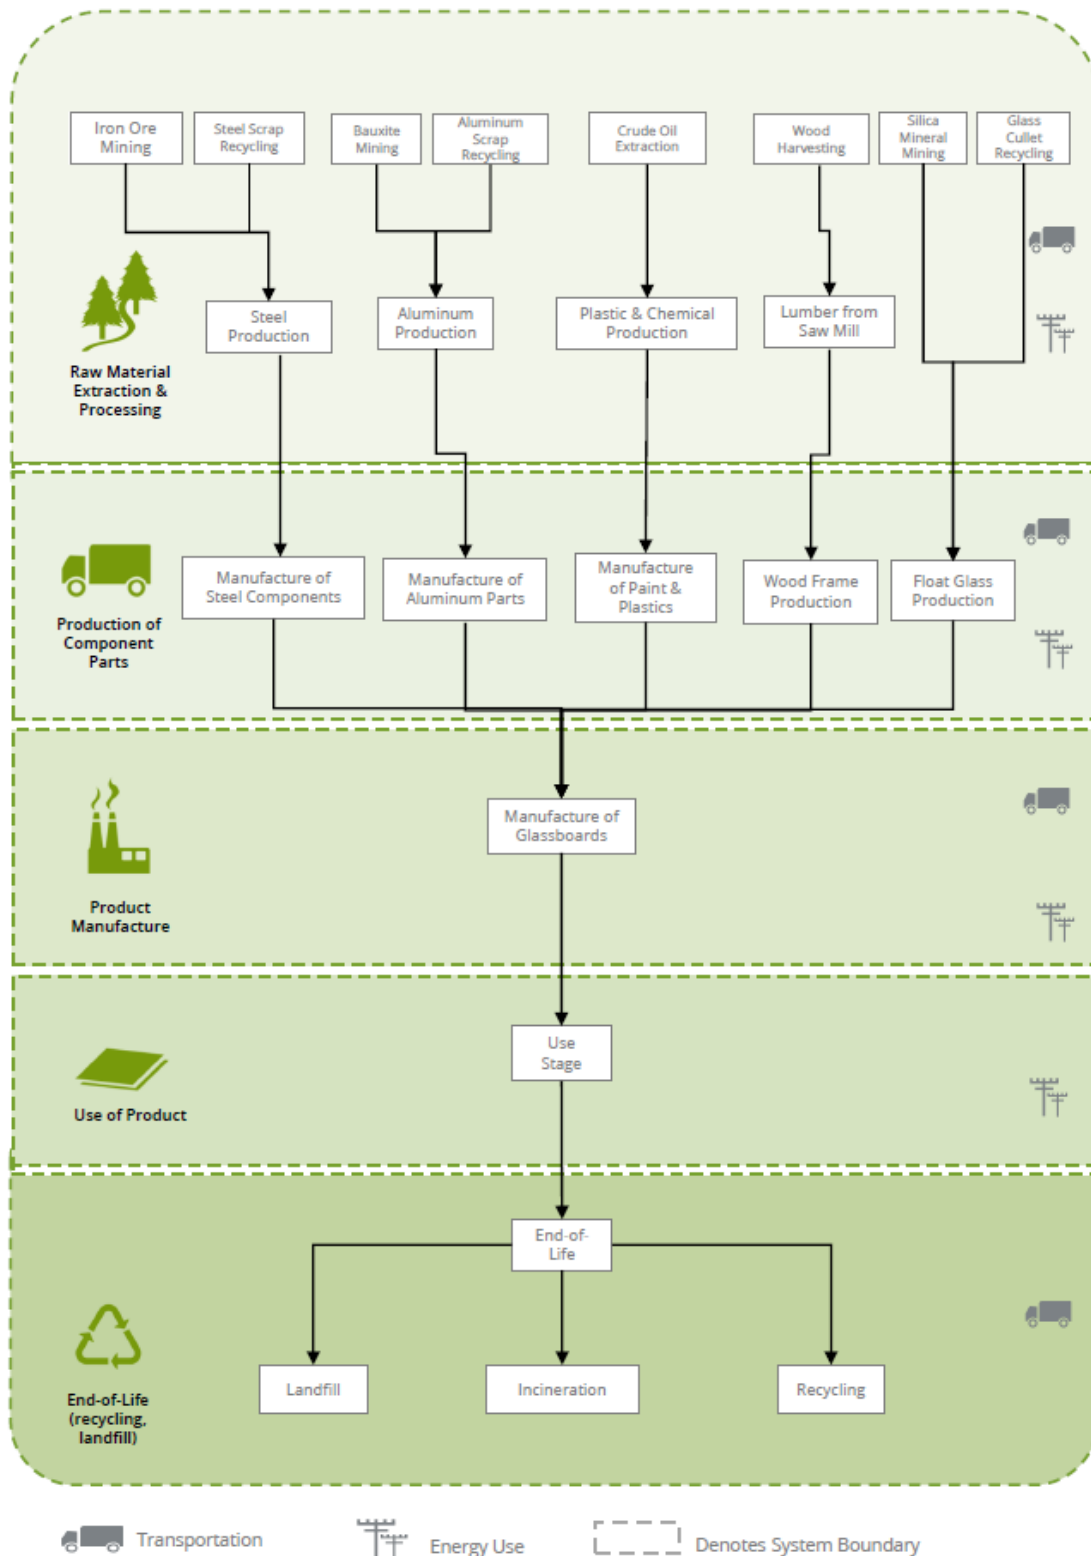 Iron Ore
Mining
Steel Scrap
Recycling
Bauxite
Mining
Aluminum
Scrap
Recycling
Crude Oil
Extraction
Wood
Harvesting
Silica
Mineral
Mining
Glass
Cullet
Recycling
Steel
Production
Aluminum
Production
Plastic & Chemical
Production
Lumber from
Saw Mill
Raw Material
Extraction &
Processing
Manufacture of
Steel Components
Manufacture of
Aluminum Parts
Manufacture
of Paint &
Plastics
Wood Frame
Production
Float Glass
Production
Production of
Component
Parts
Manufacture of
Glassboards
Product
Manufacture
Use
Stage
Use of Product
End-of-
Life
Landfill
Incineration
Recycling
End-of-Life
(recycling,
landfill)
Transportation
Energy Use
Denotes System Boundary